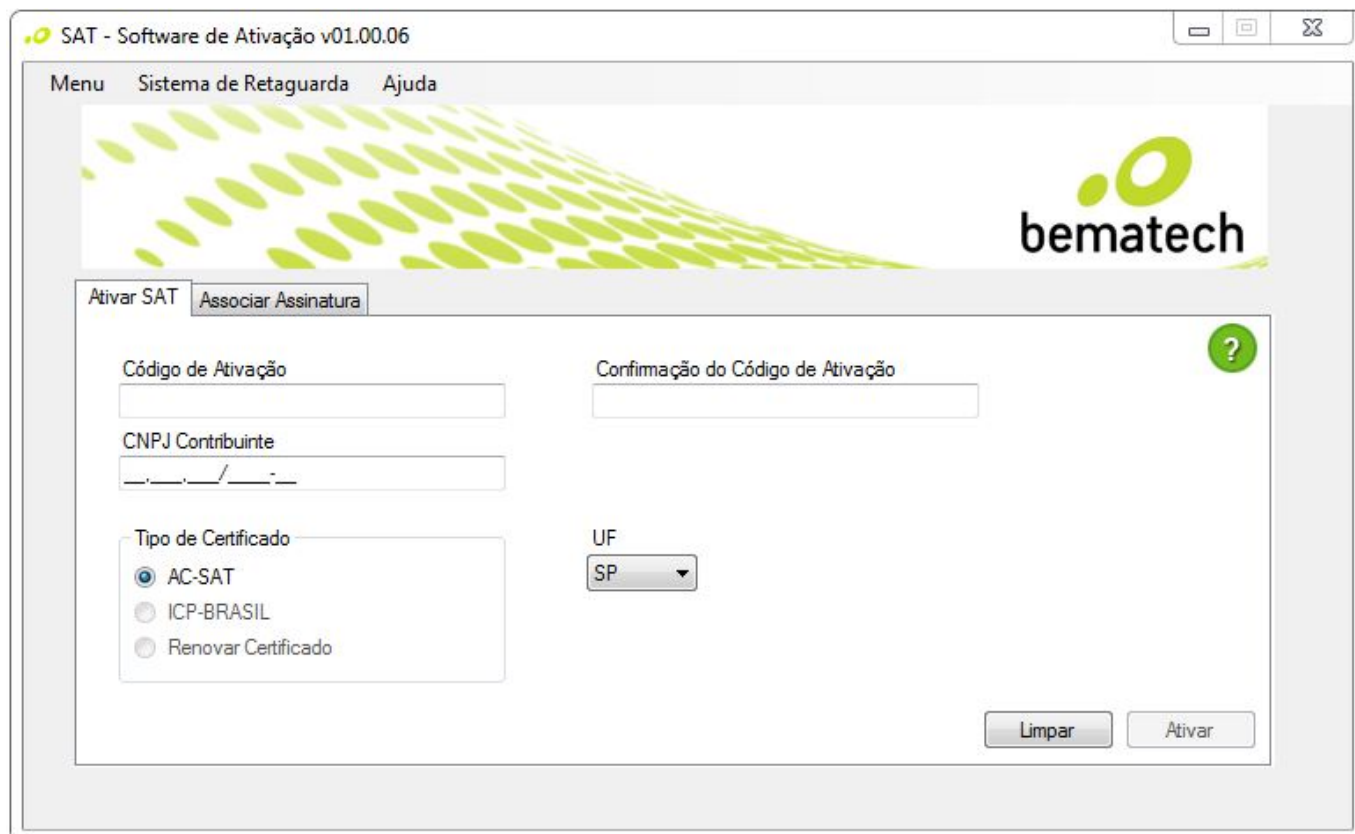 SAT - Software de Ativação v01.00.06
Menu Sistema de Retaguarda Ajuda
bematech
Ativar SAT Associar Assinatura
?
Código de Ativação Confirmação do Código de Ativação
CNPJ Contribuinte
__.___.___/____-__
Tipo de Certificado UF
AC-SAT SP
ICP-BRASIL
Renovar Certificado
Limpar Ativar